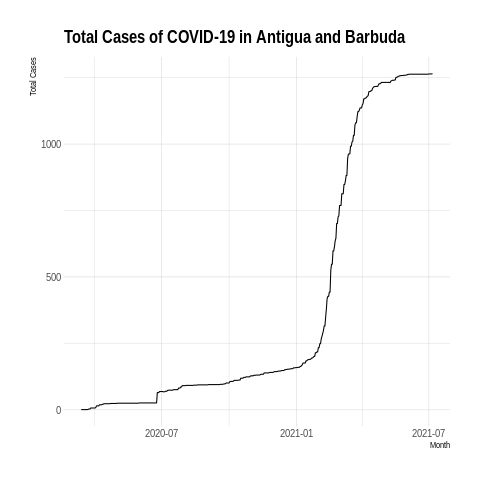 Total Cases of COVID-19 in Antigua and Barbuda
Total Cases
1000
500
0
2020-07
2021-01
2021-07
Month